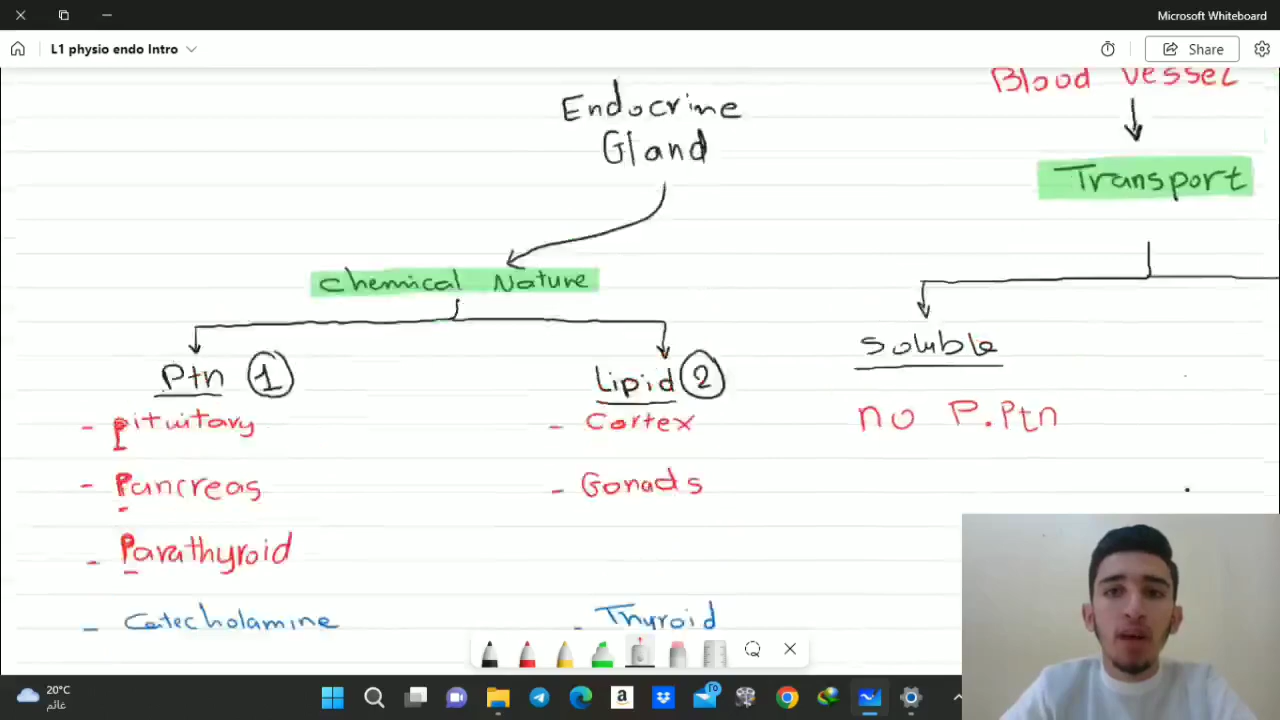 Microsoft Whiteboard
L1 physio endo Intro
Share
Blood Vessel
Endocrine
Gland
Transport
Chemical Nature
Ptn 1
Lipid 2
Soluble
- Pituitary
- Cortex
no P.Ptn
- Pancreas
- Gonads
- Parathyroid
- Catecholamine
- Thyroid
20°C
غائم